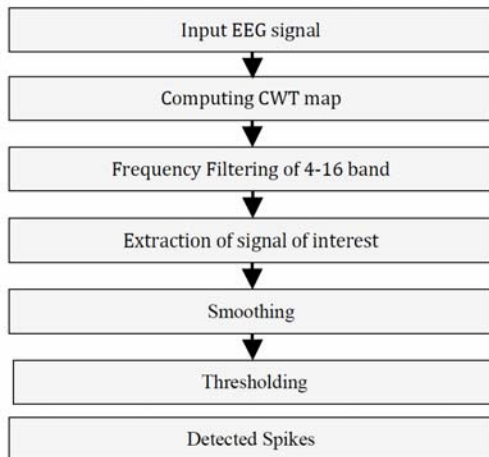 Input EEG signal
Computing CWT map
Frequency Filtering of 4-16 band
Extraction of signal of interest
Smoothing
Thresholding
Detected Spikes